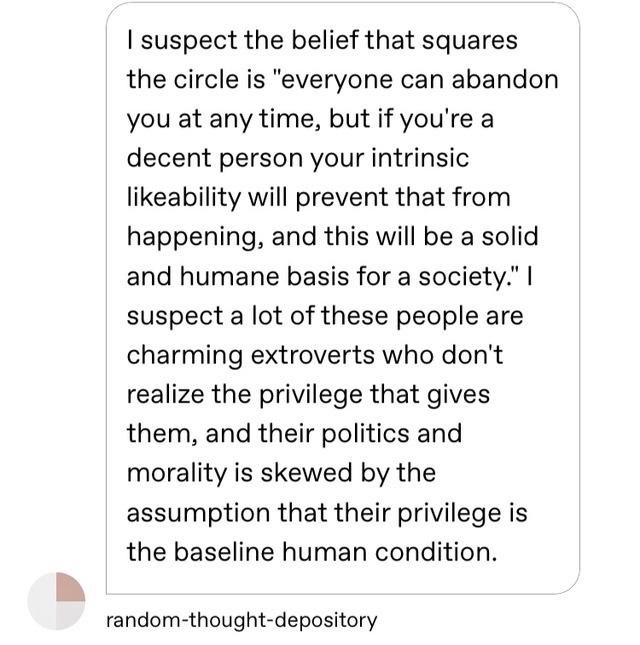 I suspect the belief that squares
the circle is "everyone can abandon
you at any time, but if you're a
decent person your intrinsic
likeability will prevent that from
happening, and this will be a solid
and humane basis for a society." I
suspect a lot of these people are
charming extroverts who don't
realize the privilege that gives
them, and their politics and
morality is skewed by the
assumption that their privilege is
the baseline human condition.
random-thought-depository